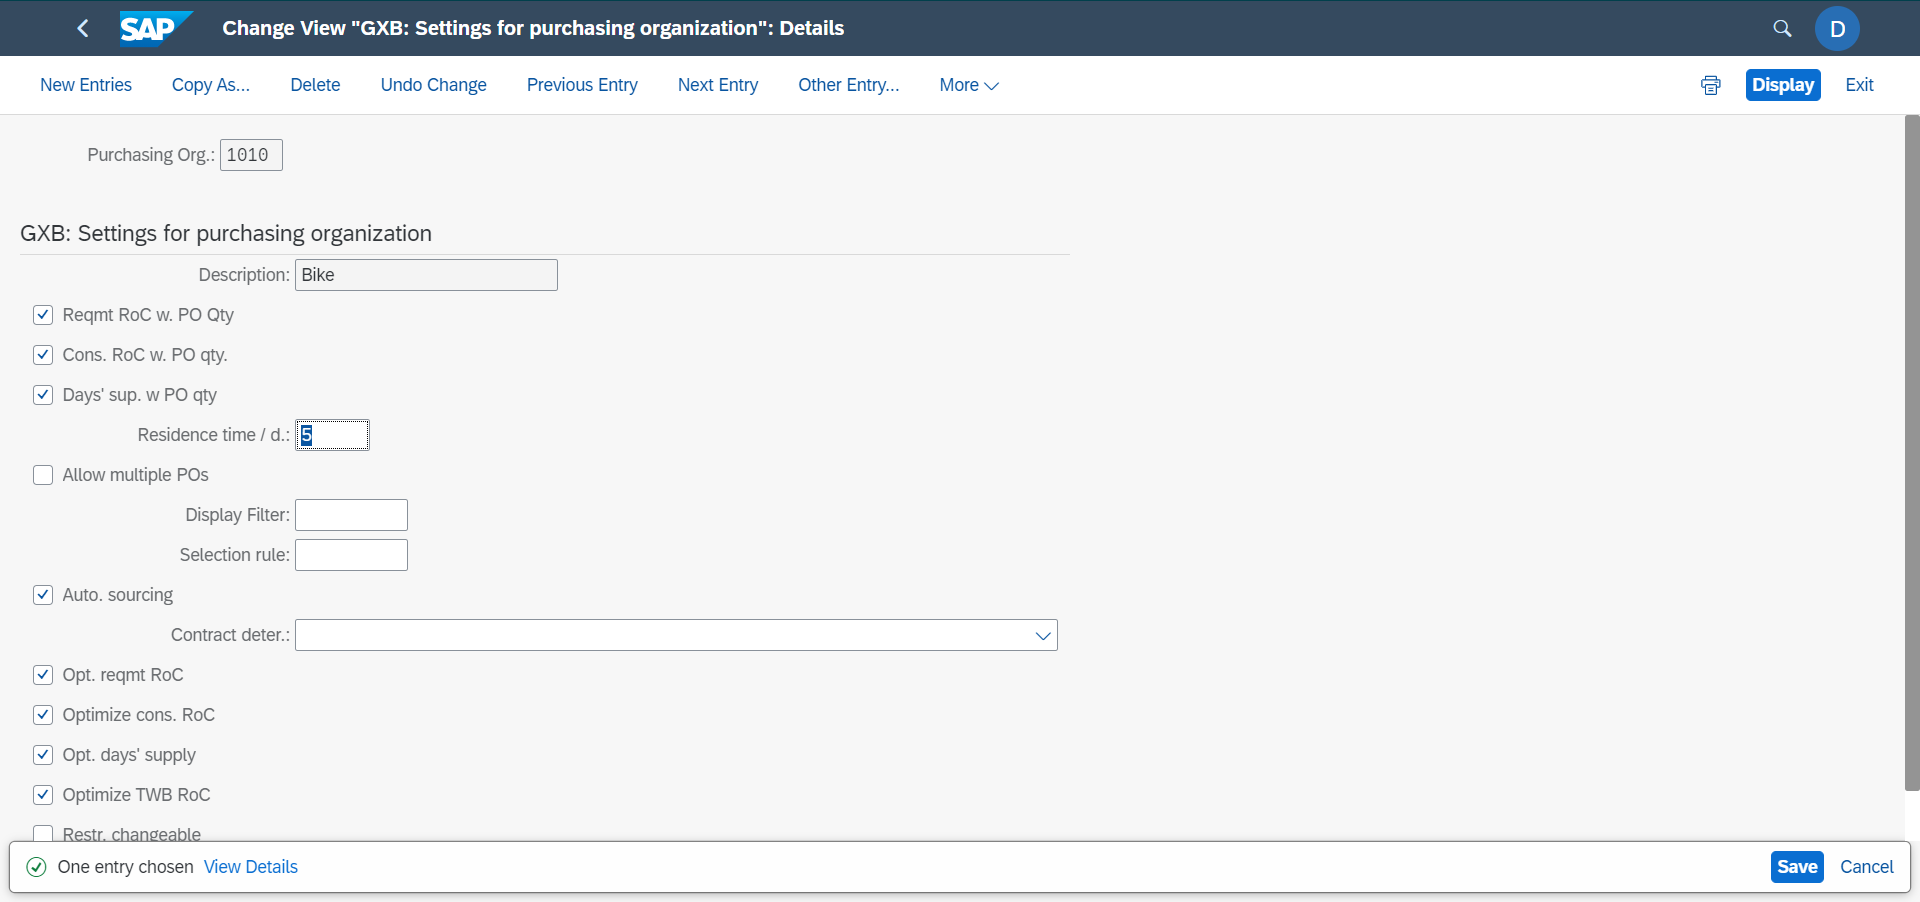 SAP Change View "GXB: Settings for purchasing organization": Details D
New Entries Copy As... Delete Undo Change Previous Entry Next Entry Other Entry... More Display Exit
Purchasing Org.: 1010
GXB: Settings for purchasing organization
Description: Bike
Reqmt RoC w. PO Qty
Cons. RoC w. PO qty.
Days' sup. w PO qty
Residence time / d.: 5
Allow multiple POs
Display Filter:
Selection rule:
Auto. sourcing
Contract deter.:
Opt. reqmt RoC
Optimize cons. RoC
Opt. days' supply
Optimize TWB RoC
Restr. changeable
One entry chosen View Details Save Cancel